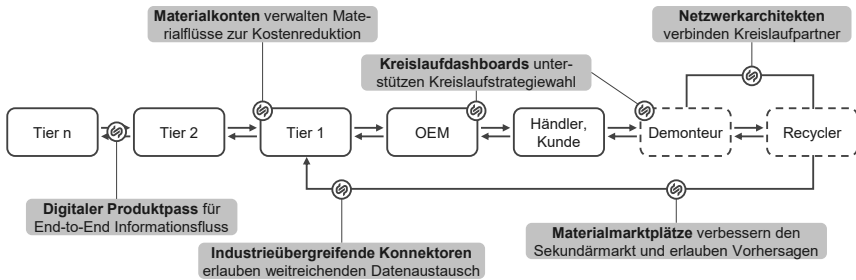 Materialkonten verwalten Mate-
rialflüsse zur Kostenreduktion
Netzwerkarchitekten
verbinden Kreislaufpartner
Kreislaufdashboards unter-
stützen Kreislaufstrategiewahl
Tier n
Tier 2
Tier 1
OEM
Händler,
Kunde
Demonteur
Recycler
Digitaler Produktpass für
End-to-End Informationsfluss
Industrieübergreifende Konnektoren
erlauben weitreichenden Datenaustausch
Materialmarktplätze verbessern den
Sekundärmarkt und erlauben Vorhersagen